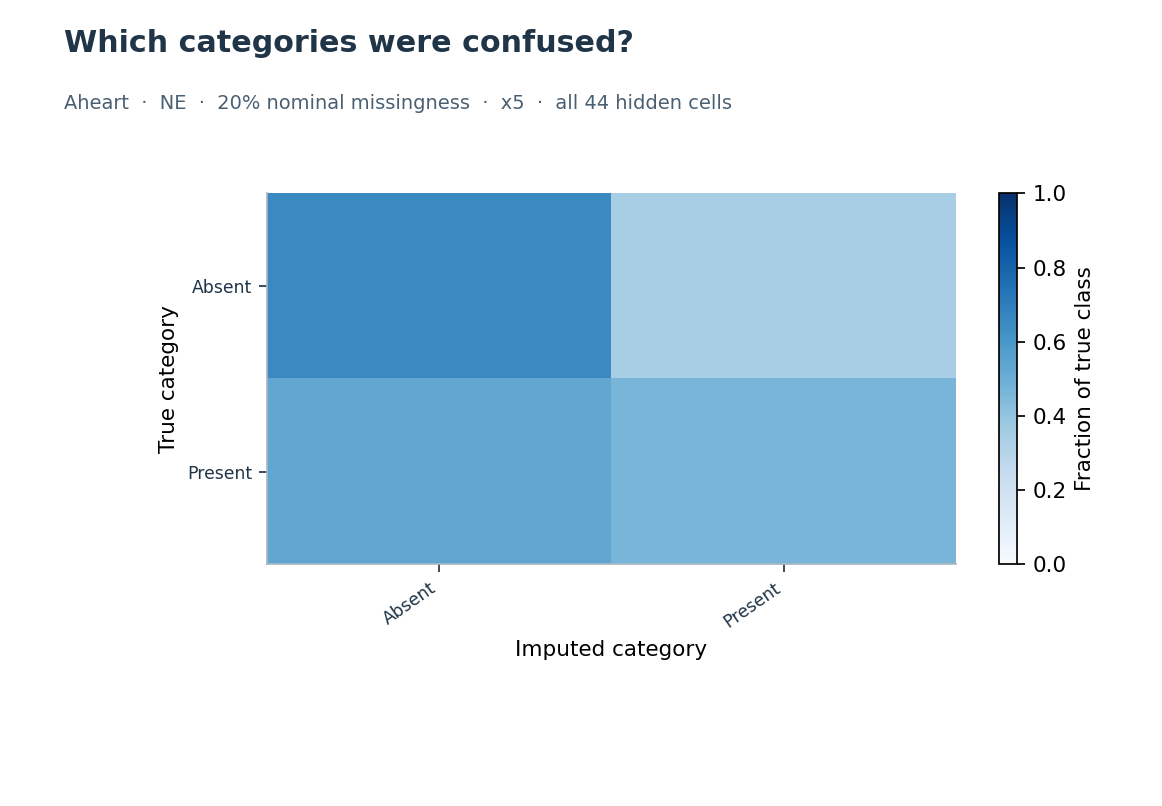 Which categories were confused?
Aheart · NE · 20% nominal missingness · x5 · all 44 hidden cells
True category
Absent
Present
Absent
Present
Imputed category
1.0
0.8
0.6
0.4
0.2
0.0
Fraction of true class